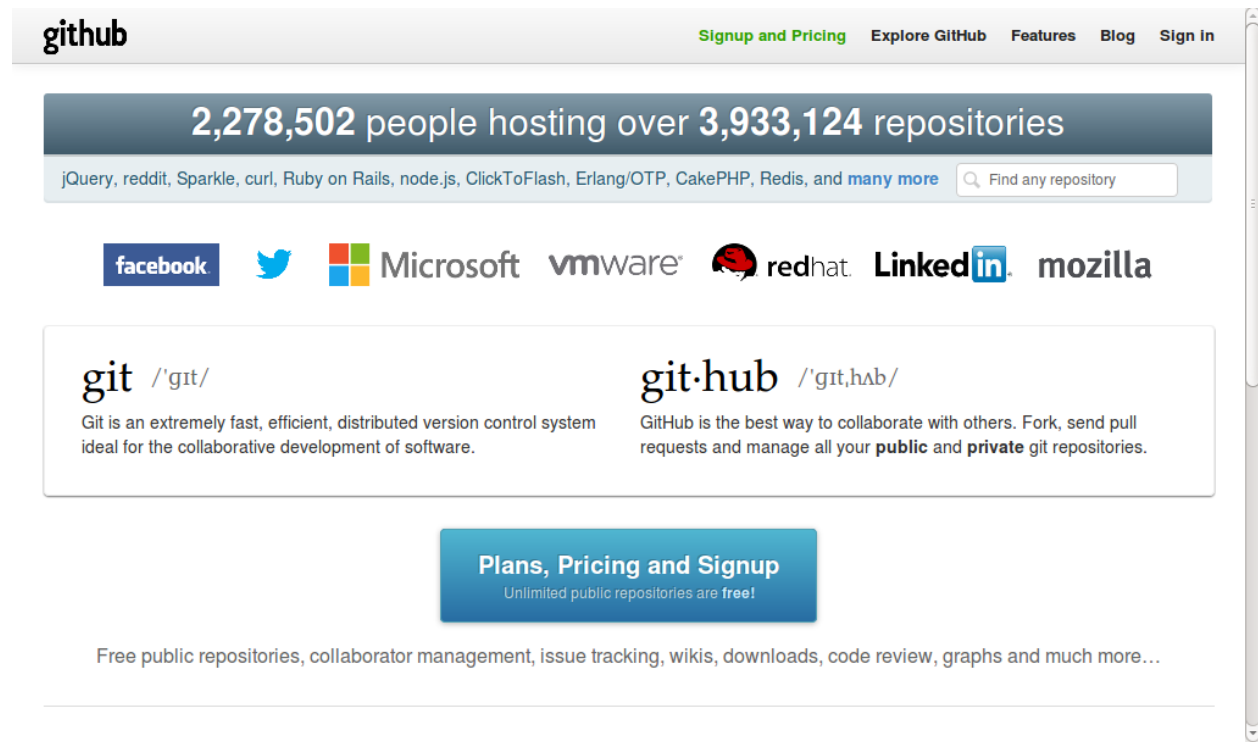 github
Signup and Pricing Explore GitHub Features Blog Sign in
2,278,502 people hosting over 3,933,124 repositories
jQuery, reddit, Sparkle, curl, Ruby on Rails, node.js, ClickToFlash, Erlang/OTP, CakePHP, Redis, and many more
Find any repository
facebook. Microsoft vmware® redhat. Linked in. mozilla
git /ˈɡɪt/
Git is an extremely fast, efficient, distributed version control system
ideal for the collaborative development of software.
git·hub /ˈɡɪt,hʌb/
GitHub is the best way to collaborate with others. Fork, send pull
requests and manage all your public and private git repositories.
Plans, Pricing and Signup
Unlimited public repositories are free!
Free public repositories, collaborator management, issue tracking, wikis, downloads, code review, graphs and much more…